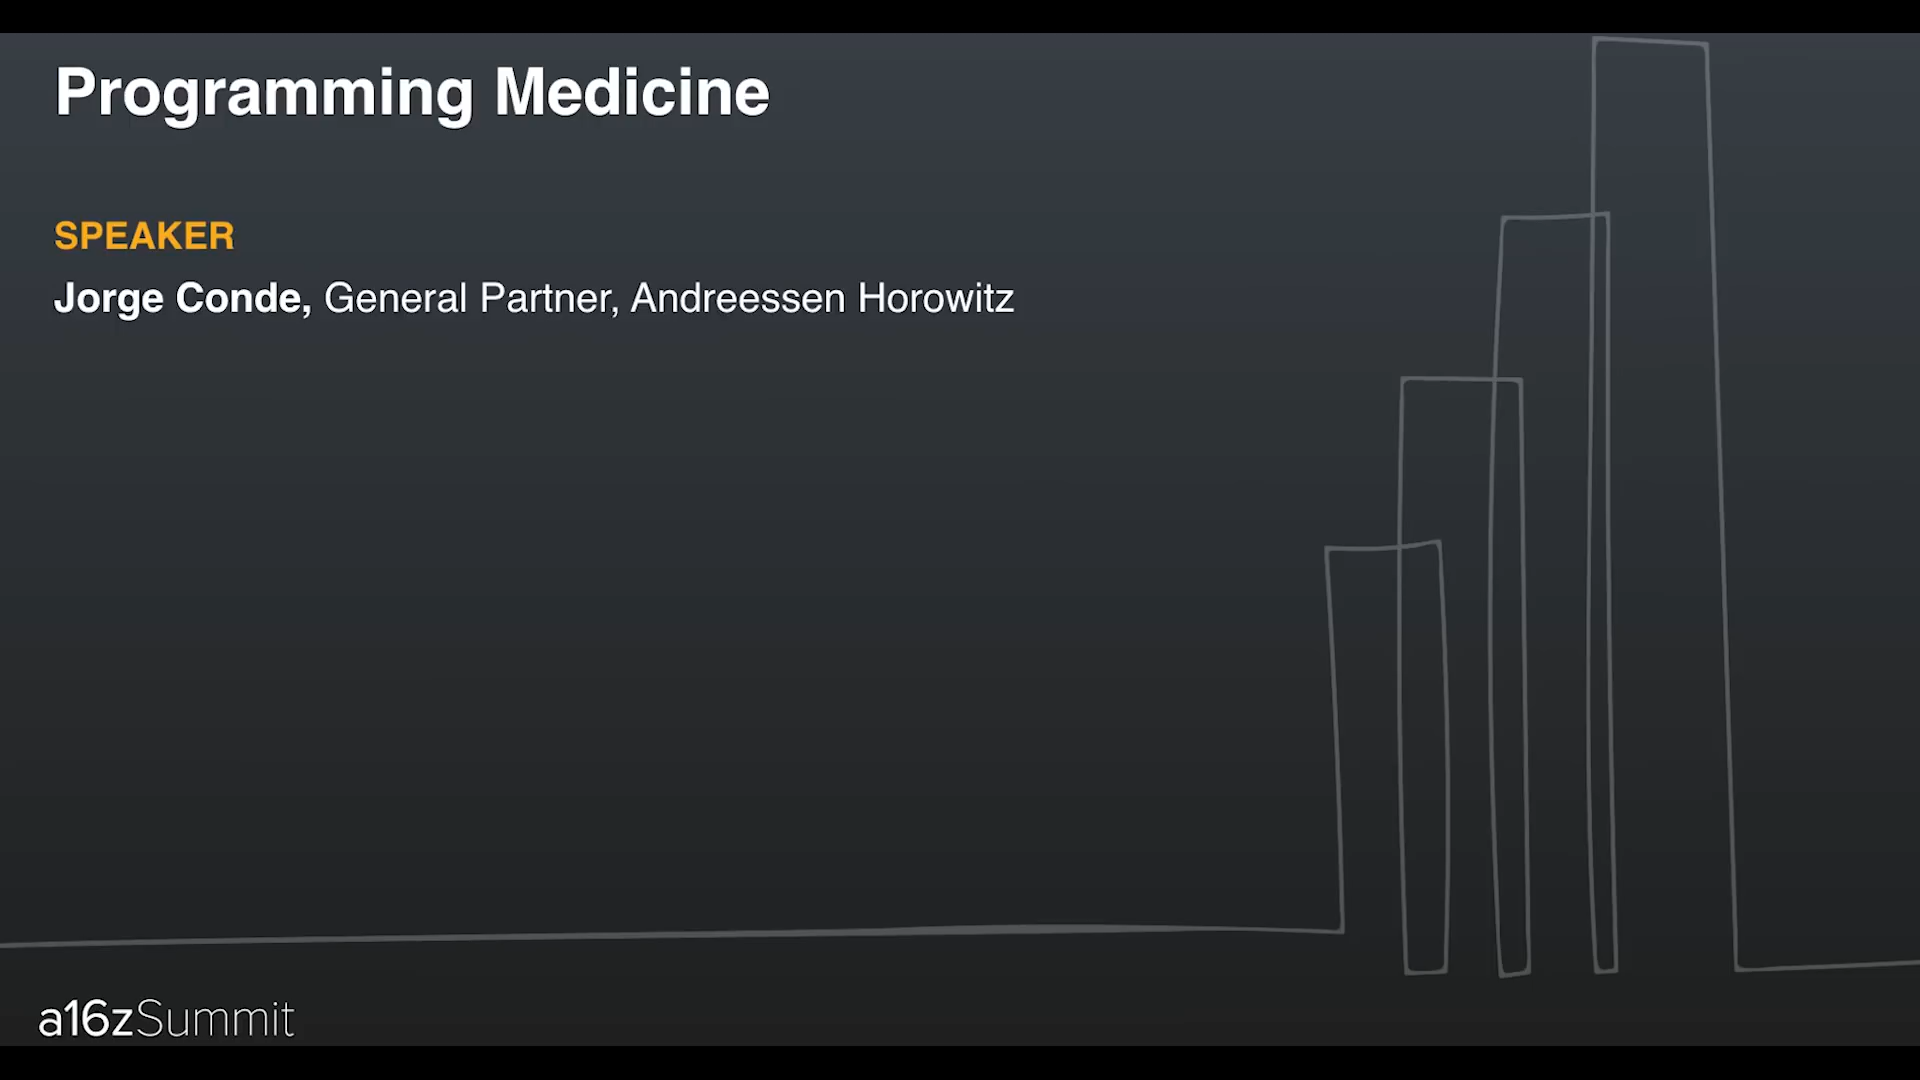 Programming Medicine
SPEAKER
Jorge Conde, General Partner, Andreessen Horowitz
a16zSummit